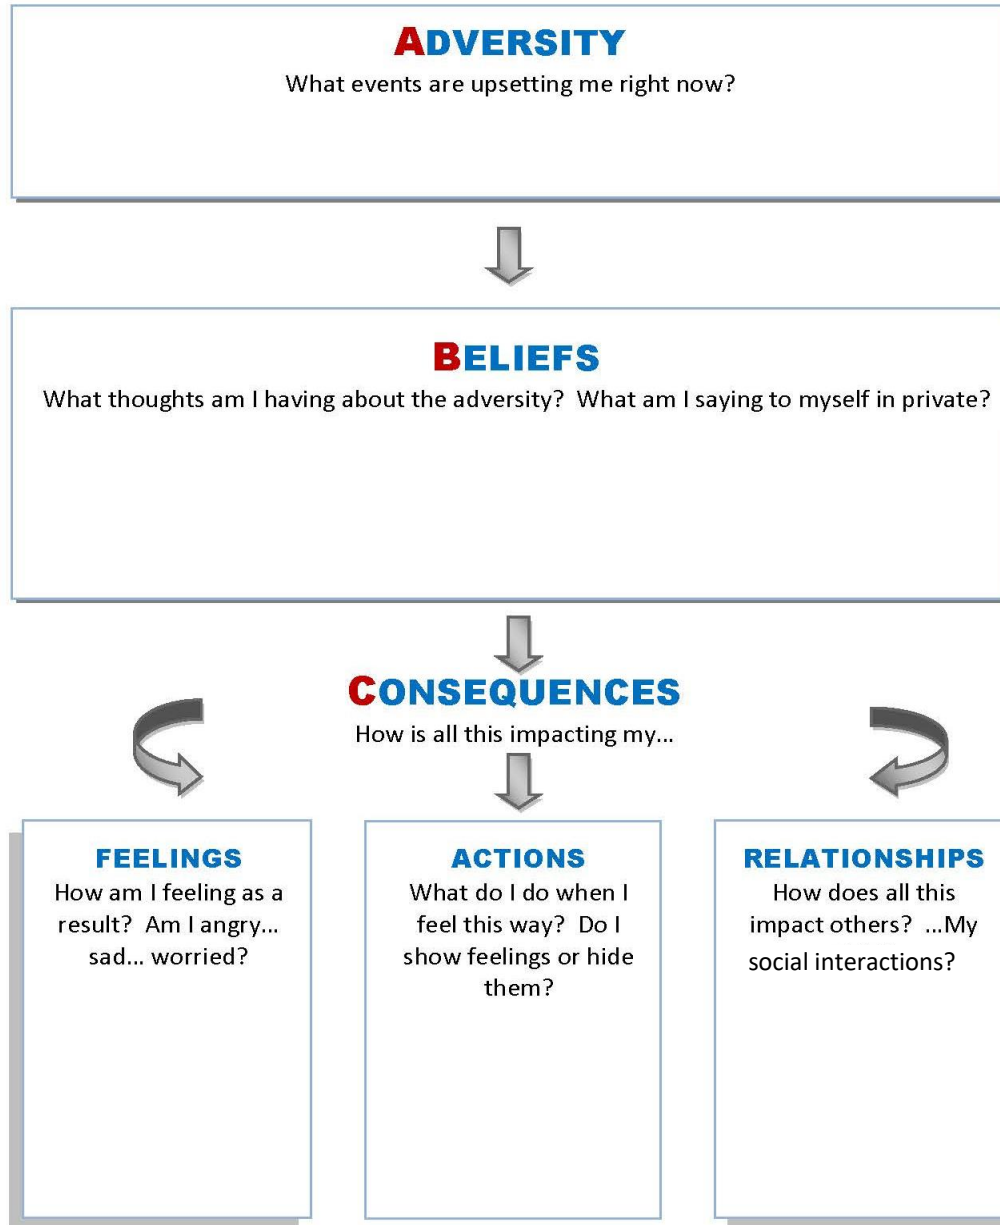 ADVERSITY
What events are upsetting me right now?
BELIEFS
What thoughts am I having about the adversity? What am I saying to myself in private?
CONSEQUENCES
How is all this impacting my...
FEELINGS
How am I feeling as a
result? Am I angry...
sad... worried?
ACTIONS
What do I do when I
feel this way? Do I
show feelings or hide
them?
RELATIONSHIPS
How does all this
impact others? ...My
social interactions?